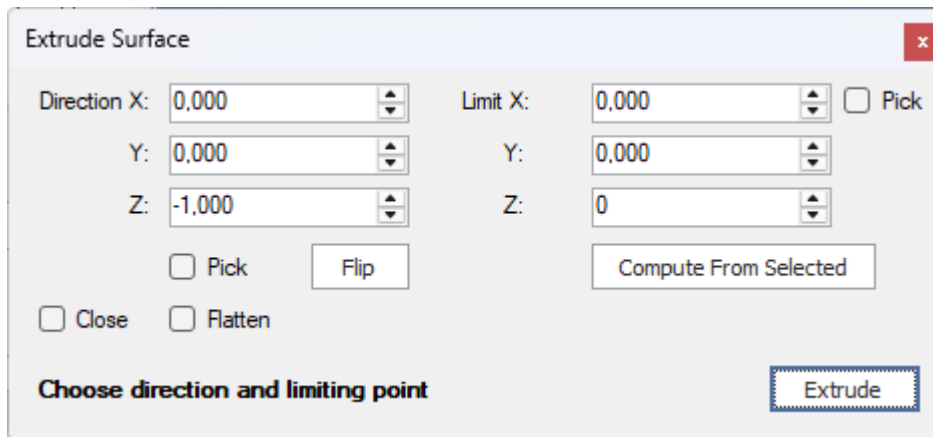 Extrude Surface
x
Direction X: 0,000 Limit X: 0,000 Pick
Y: 0,000 Y: 0,000
Z: -1,000 Z: 0
Pick Flip Compute From Selected
Close Flatten
Choose direction and limiting point Extrude